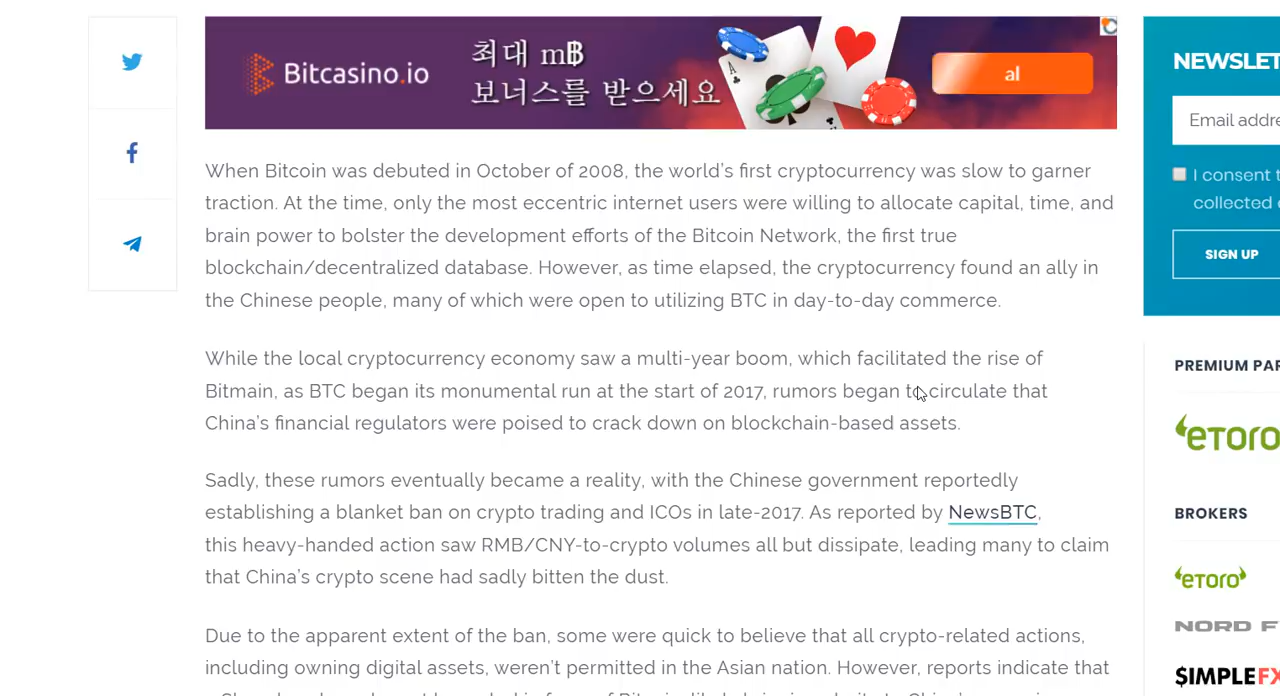 Bitcasino.io
최대 mɃ
보너스를 받으세요
al
A
When Bitcoin was debuted in October of 2008, the world's first cryptocurrency was slow to garner
traction. At the time, only the most eccentric internet users were willing to allocate capital, time, and
brain power to bolster the development efforts of the Bitcoin Network, the first true
blockchain/decentralized database. However, as time elapsed, the cryptocurrency found an ally in
the Chinese people, many of which were open to utilizing BTC in day-to-day commerce.
While the local cryptocurrency economy saw a multi-year boom, which facilitated the rise of
Bitmain, as BTC began its monumental run at the start of 2017, rumors began to circulate that
China's financial regulators were poised to crack down on blockchain-based assets.
Sadly, these rumors eventually became a reality, with the Chinese government reportedly
establishing a blanket ban on crypto trading and ICOs in late-2017. As reported by NewsBTC,
this heavy-handed action saw RMB/CNY-to-crypto volumes all but dissipate, leading many to claim
that China's crypto scene had sadly bitten the dust.
Due to the apparent extent of the ban, some were quick to believe that all crypto-related actions,
including owning digital assets, weren't permitted in the Asian nation. However, reports indicate that
NEWSLET
Email addre
I consent t
collected
SIGN UP
PREMIUM PAR
eToro
BROKERS
eToro
NORD F
$IMPLEFX